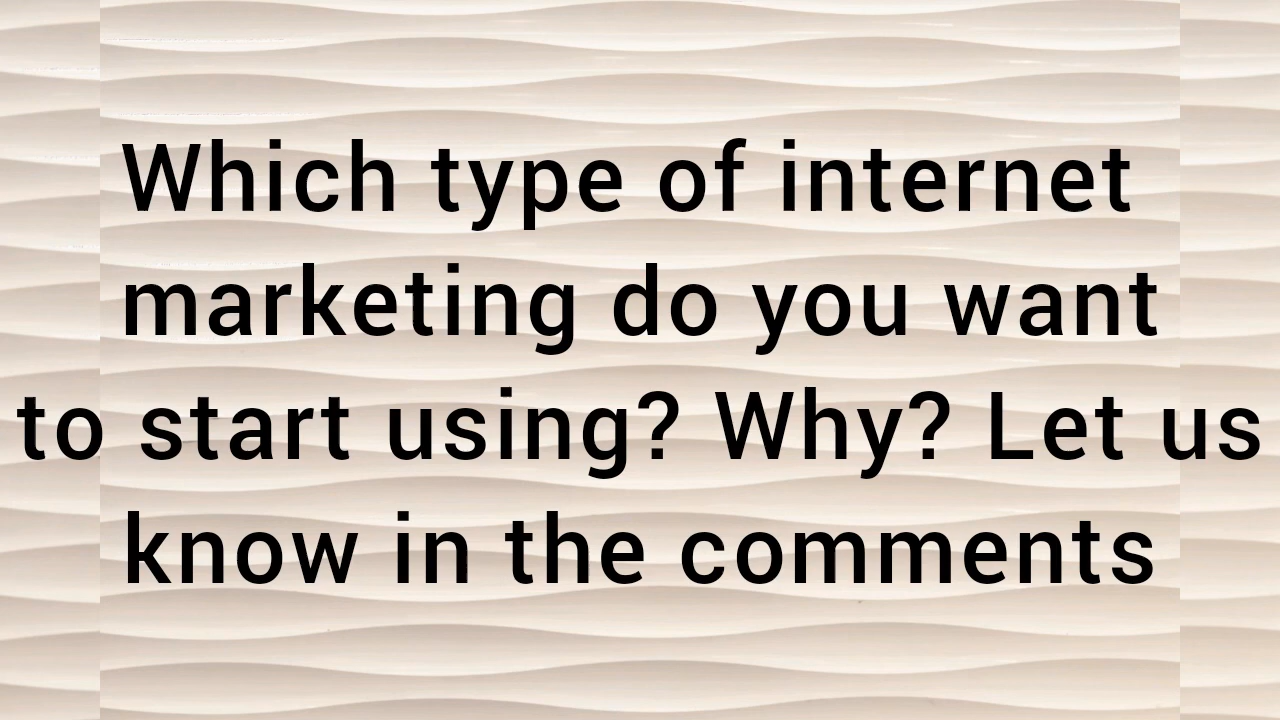 Which type of internet
marketing do you want
to start using? Why? Let us
know in the comments